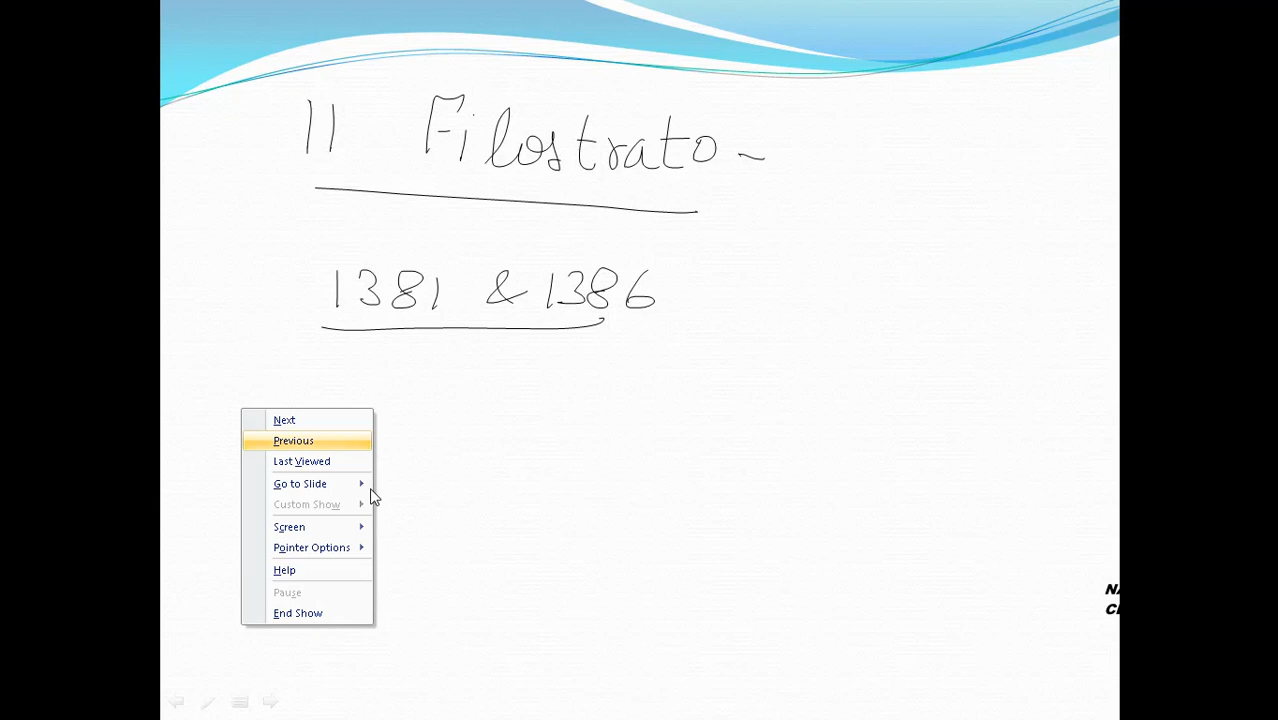 Il Filostrato -
1381 & 1386
Next
Previous
Last Viewed
Go to Slide
Custom Show
Screen
Pointer Options
Help
Pause
End Show